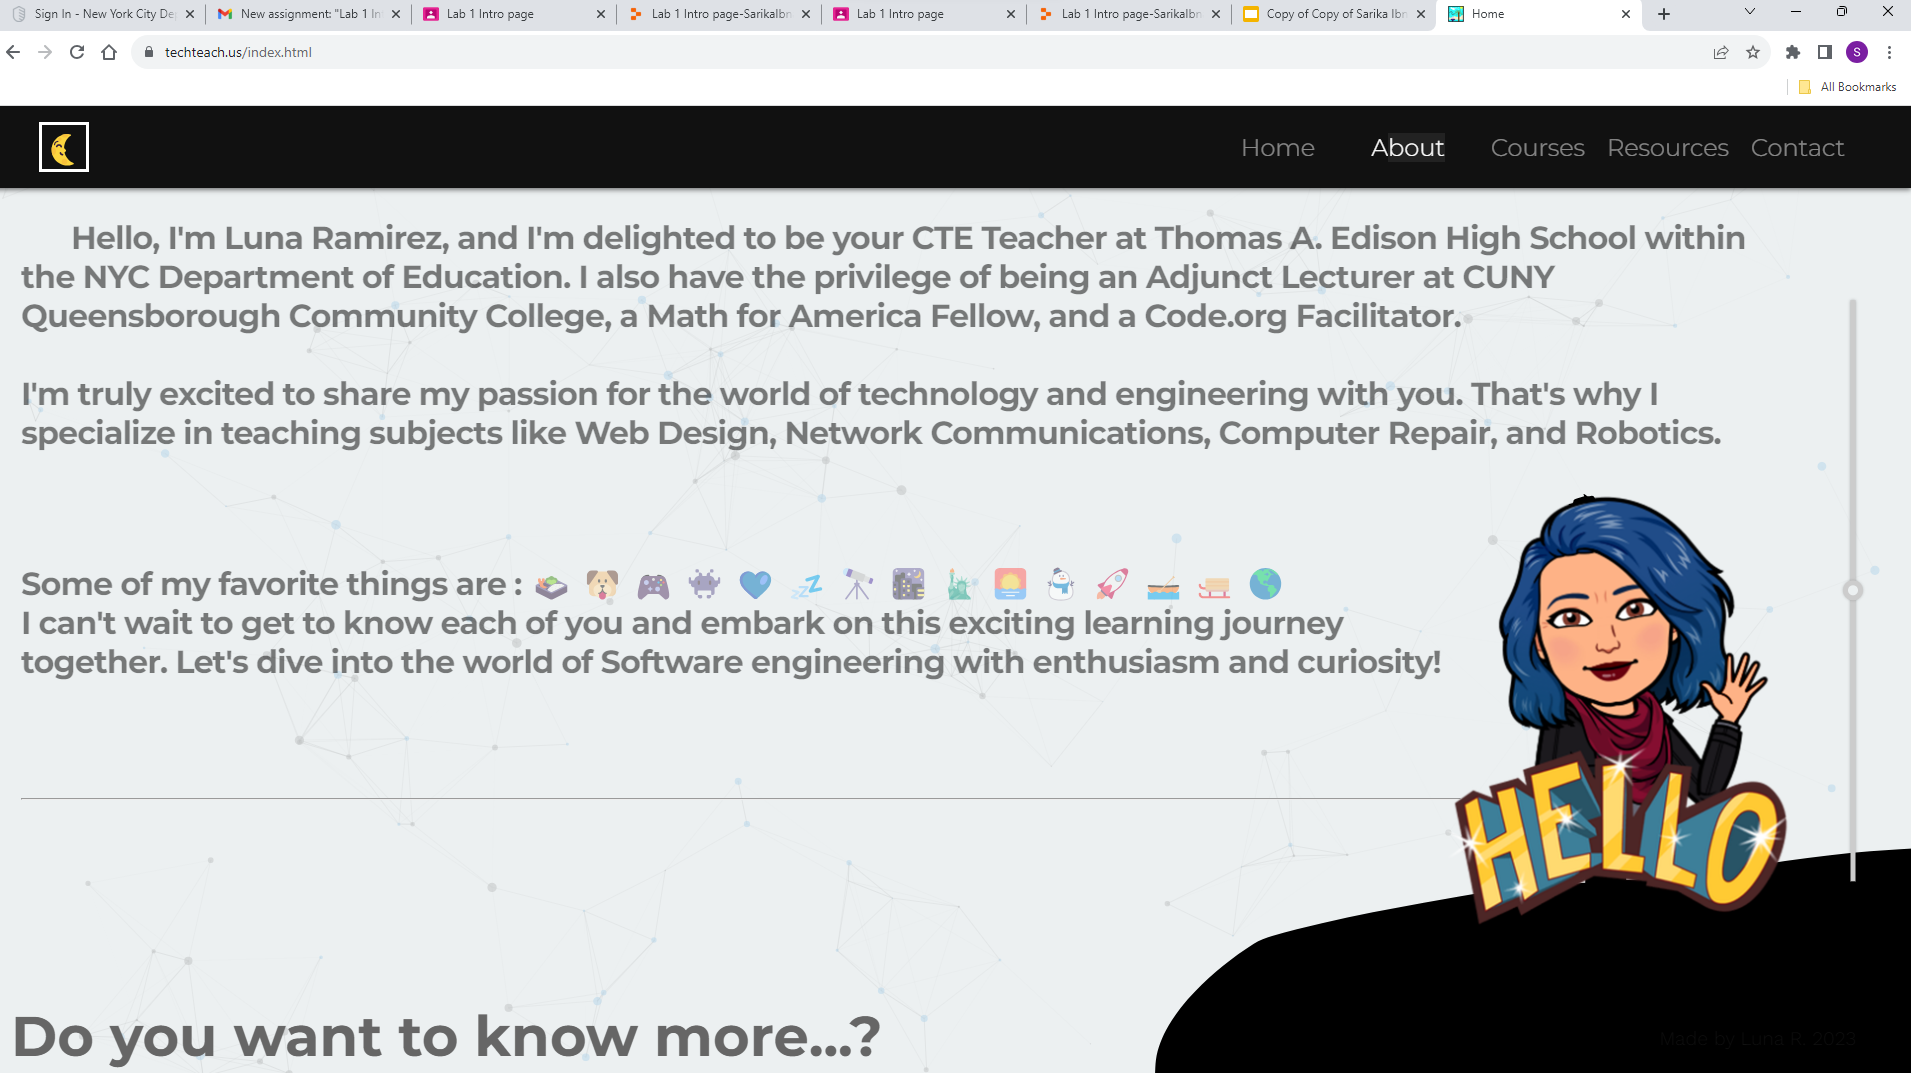 Sign In - New York City De
New assignment: "Lab 1 In
Lab 1 Intro page
Lab 1 Intro page-SarikaIbn
Lab 1 Intro page
Lab 1 Intro page-SarikaIbn
Copy of Copy of Sarika Ibn
Home
techteach.us/index.html
S
All Bookmarks
Home About Courses Resources Contact
Hello, I'm Luna Ramirez, and I'm delighted to be your CTE Teacher at Thomas A. Edison High School within
the NYC Department of Education. I also have the privilege of being an Adjunct Lecturer at CUNY
Queensborough Community College, a Math for America Fellow, and a Code.org Facilitator.
I'm truly excited to share my passion for the world of technology and engineering with you. That's why I
specialize in teaching subjects like Web Design, Network Communications, Computer Repair, and Robotics.
Some of my favorite things are :
I can't wait to get to know each of you and embark on this exciting learning journey
together. Let's dive into the world of Software engineering with enthusiasm and curiosity!
HELLO
Do you want to know more...?
Made by Luna R. 2023